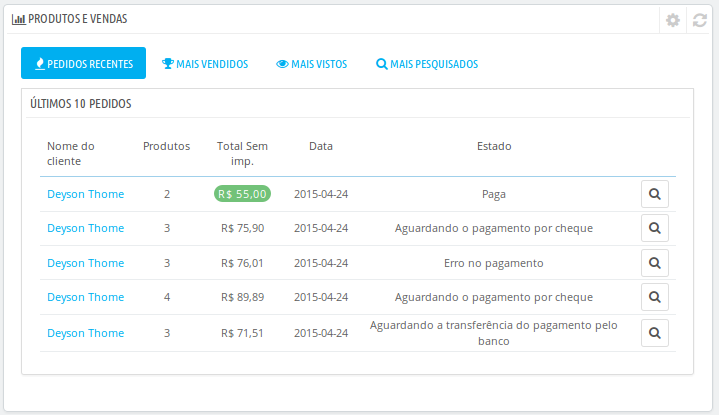 PRODUTOS E VENDAS
PEDIDOS RECENTES MAIS VENDIDOS MAIS VISTOS MAIS PESQUISADOS
ÚLTIMOS 10 PEDIDOS
Nome do cliente Produtos Total Sem imp. Data Estado
Deyson Thome 2 R$ 55,00 2015-04-24 Paga
Deyson Thome 3 R$ 75,90 2015-04-24 Aguardando o pagamento por cheque
Deyson Thome 3 R$ 76,01 2015-04-24 Erro no pagamento
Deyson Thome 4 R$ 89,89 2015-04-24 Aguardando o pagamento por cheque
Deyson Thome 3 R$ 71,51 2015-04-24 Aguardando a transferência do pagamento pelo banco